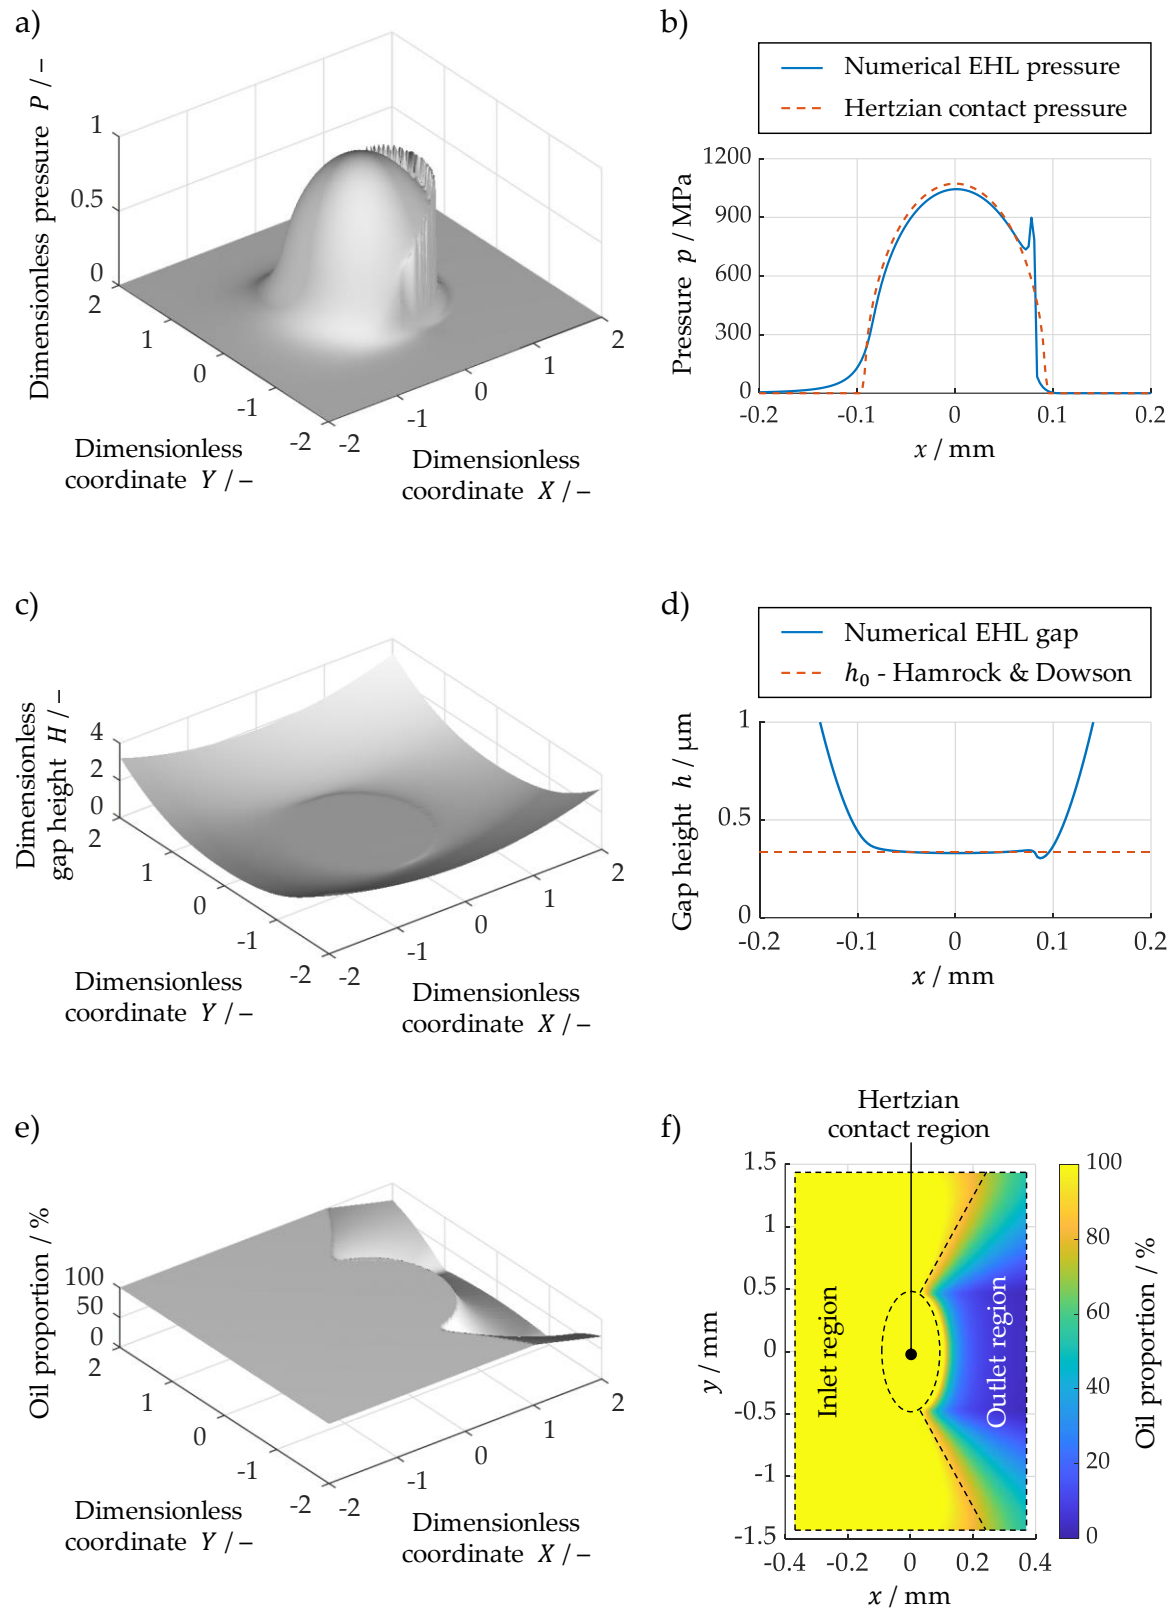 a)
Dimensionless pressure P / –
1
0.5
0
2
1
0
-1
-2
-2
-1
0
1
2
Dimensionless
coordinate Y / –
Dimensionless
coordinate X / –
b)
Numerical EHL pressure
Hertzian contact pressure
Pressure p / MPa
1200
900
600
300
0
-0.2
-0.1
0
0.1
0.2
x / mm
c)
Dimensionless
gap height H / –
4
2
0
2
1
0
-1
-2
-2
-1
0
1
2
Dimensionless
coordinate Y / –
Dimensionless
coordinate X / –
d)
Numerical EHL gap
h₀ - Hamrock & Dowson
Gap height h / µm
1
0.5
0
-0.2
-0.1
0
0.1
0.2
x / mm
e)
Oil proportion / %
100
50
0
2
1
0
-1
-2
-2
-1
0
1
2
Dimensionless
coordinate Y / –
Dimensionless
coordinate X / –
f)
Hertzian
contact region
y / mm
1.5
1
0.5
0
-0.5
-1
-1.5
-0.4
-0.2
0
0.2
0.4
x / mm
Inlet region
Outlet region
100
80
60
40
20
0
Oil proportion / %